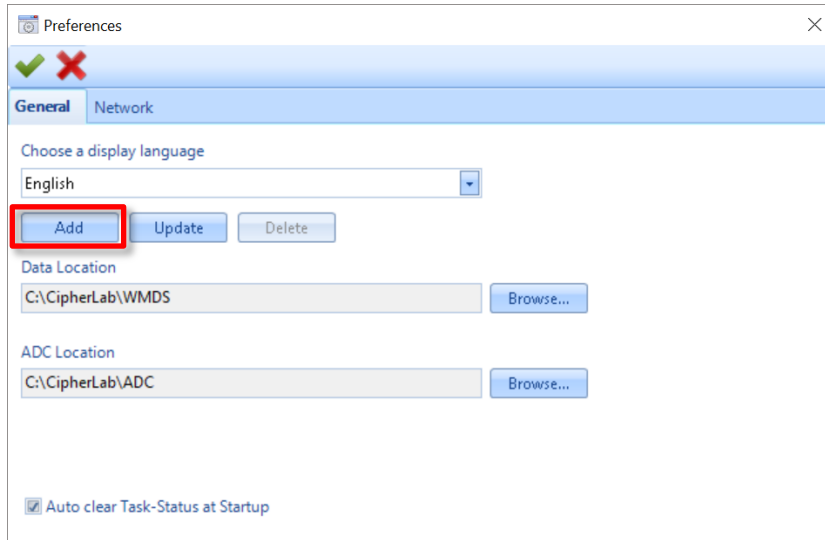 Preferences
General Network
Choose a display language
English
Add Update Delete
Data Location
C:\CipherLab\WMDS Browse...
ADC Location
C:\CipherLab\ADC Browse...
Auto clear Task-Status at Startup